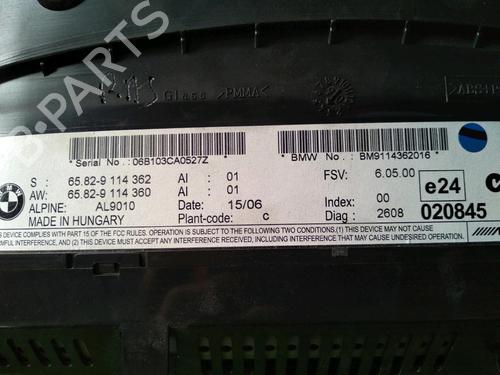 B-PARTS
Glass >PMMA<
*Serial No.: 06B103CA0527Z*
*BMW No.: BM9114362016*
S : 65.82-9 114 362 AI : 01
AW: 65.82-9 114 360 AI : 01
ALPINE: AL9010 Date: 15/06
MADE IN HUNGARY Plant-code: c
FSV: 6.05.00
Index: 00
Diag : 2608
e24
020845
S DEVICE COMPLIES WITH PART 15 OF THE FCC RULES. OPERATION IS SUBJECT TO THE FOLLOWING TWO CONDITIONS,(1) THIS DEVICE MAY NOT CAUSE
ARMFUL INTERFERENCE, AND (2) THIS DEVICE MUST ACCEPT ANY INTERFERENCE RECEIVED, INCLUDING INTERFERENCE THAT MAY CAUSE UNDESIRED OPERATION.